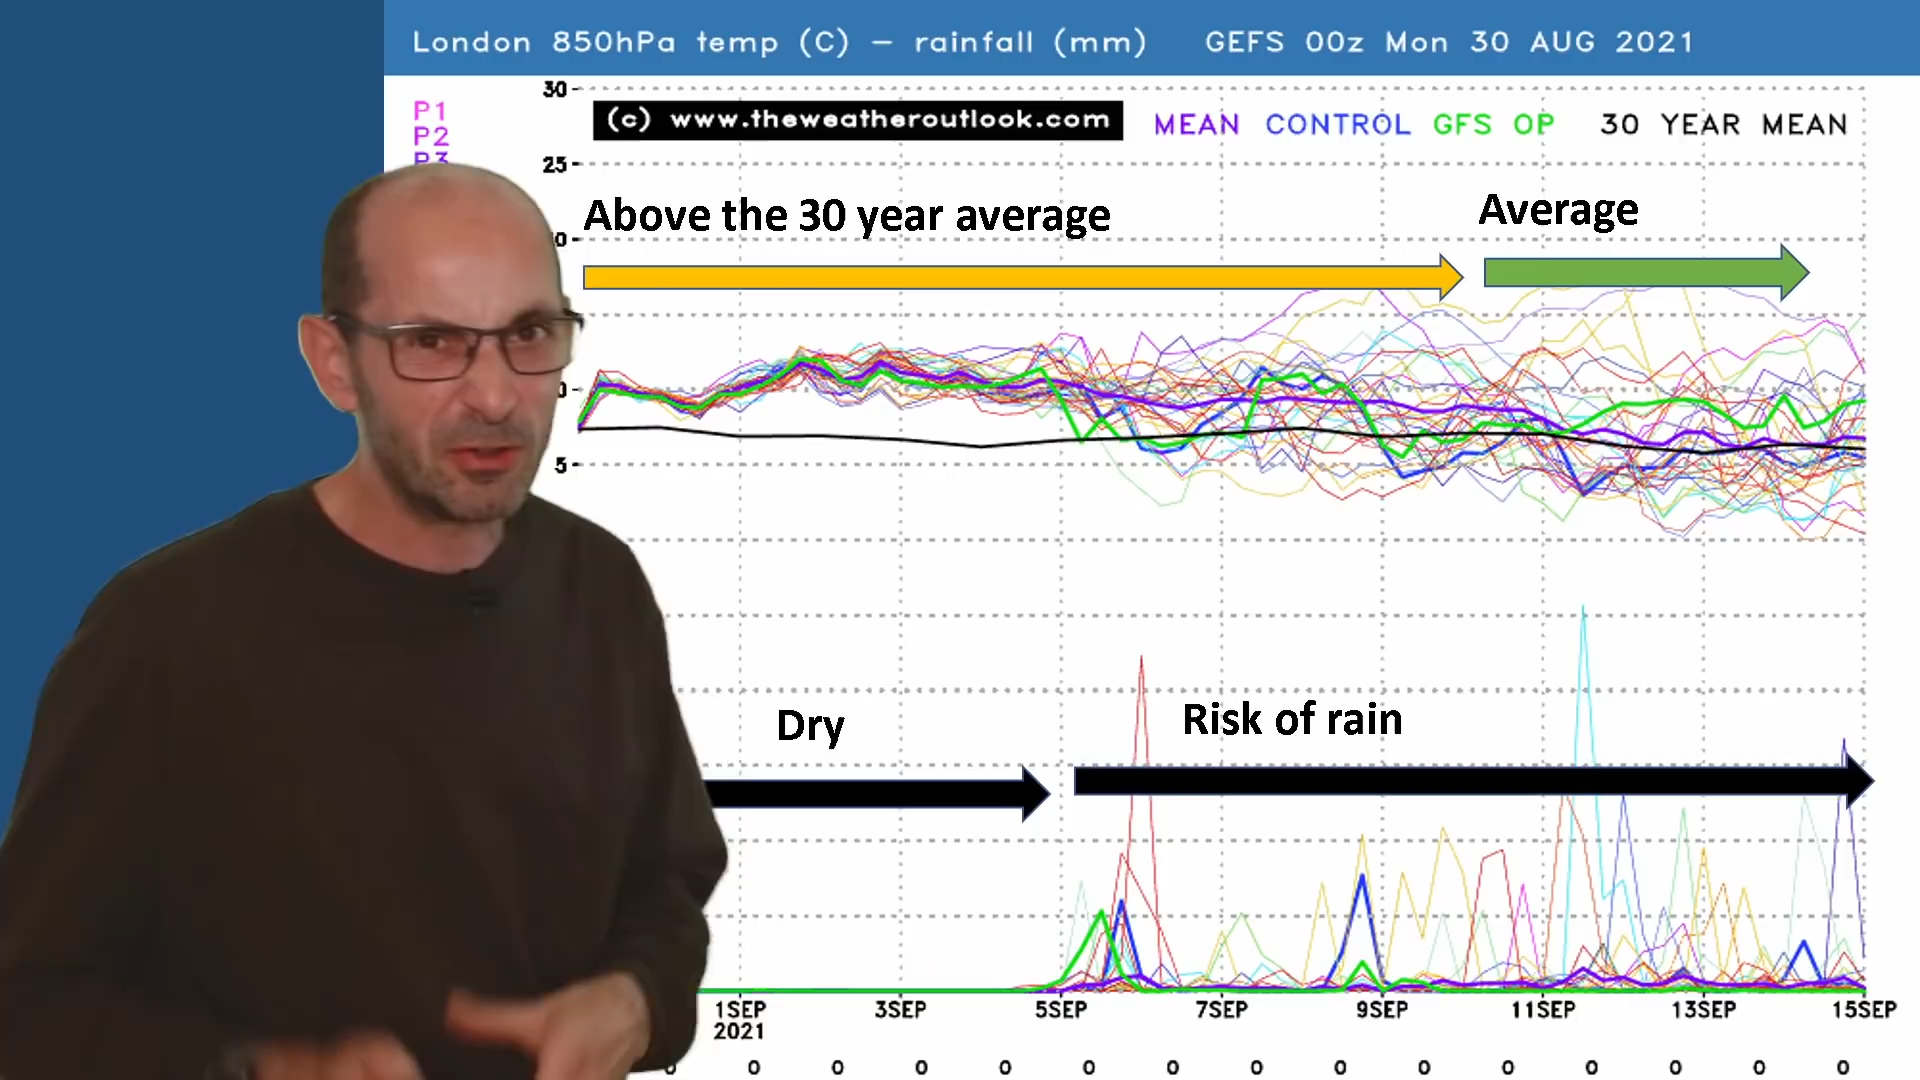 London 850hPa temp (C) – rainfall (mm) GEFS 00z Mon 30 AUG 2021
P1
P2
30
(c) www.theweatheroutlook.com MEAN CONTROL GFS OP 30 YEAR MEAN
25
Above the 30 year average
Average
5
Dry
Risk of rain
1SEP 3SEP 5SEP 7SEP 9SEP 11SEP 13SEP 15SEP
2021
0 0 0 0 0 0 0 0 0 0 0 0 0 0